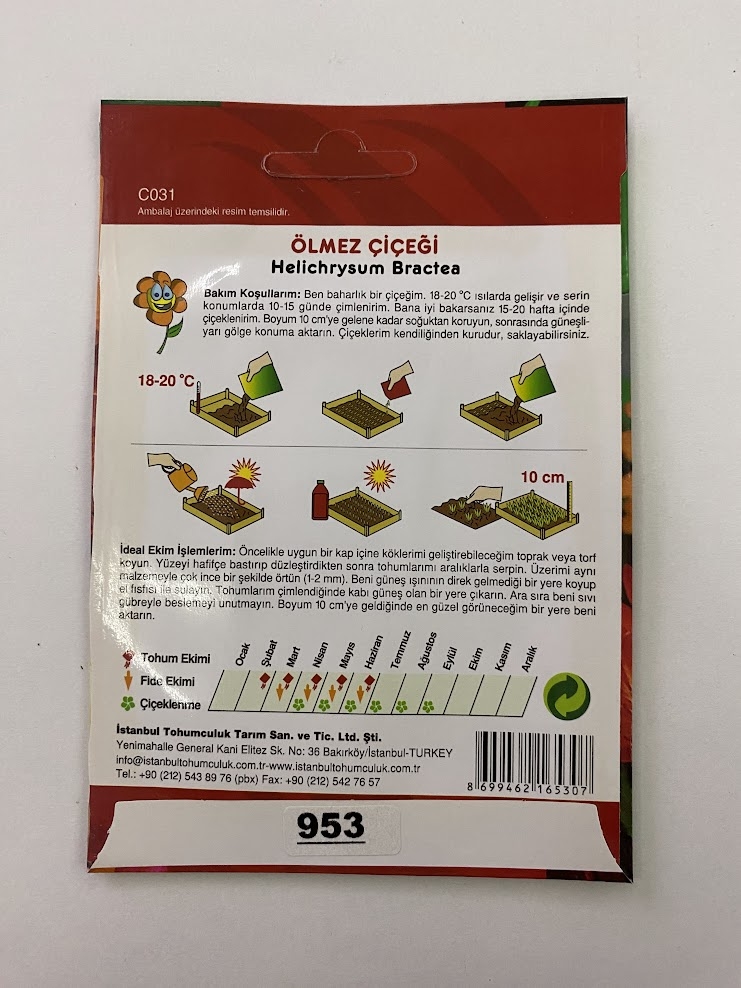 C031
Ambalaj üzerindeki resim temsilidir.
ÖLMEZ ÇİÇEĞİ
Helichrysum Bractea
Bakım Koşullarım: Ben baharlık bir çiçeğim. 18-20 °C ısılarda gelişir ve serin
konumlarda 10-15 günde çimlenirim. Bana iyi bakarsanız 15-20 hafta içinde
çiçeklenirim. Boyum 10 cm'ye gelene kadar soğuktan koruyun, sonrasında güneşli-
yarı gölge konuma aktarın. Çiçeklerim kendiliğinden kurudur, saklayabilirsiniz.
18-20 °C
10 cm
İdeal Ekim İşlemlerim: Öncelikle uygun bir kap içine köklerimi geliştirebileceğim toprak veya torf
koyun. Yüzeyi hafifçe bastırıp düzleştirdikten sonra tohumlarımı aralıklarla serpin. Üzerimi aynı
malzemeyle çok ince bir şekilde örtün (1-2 mm). Beni güneş ışınının direk gelmediği bir yere koyup
el fısfısı ile sulayın. Tohumlarım çimlendiğinde kabı güneş olan bir yere çıkarın. Ara sıra beni sıvı
gübreyle beslemeyi unutmayın. Boyum 10 cm'ye geldiğinde en güzel görüneceğim bir yere beni
aktarın.
Ocak
Şubat
Mart
Nisan
Mayıs
Haziran
Temmuz
Ağustos
Eylül
Ekim
Kasım
Aralık
Tohum Ekimi
Fide Ekimi
Çiçeklenme
İstanbul Tohumculuk Tarım San. ve Tic. Ltd. Şti.
Yenimahalle General Kani Elitez Sk. No: 36 Bakırköy/İstanbul-TURKEY
info@istanbultohumculuk.com.tr-www.istanbultohumculuk.com.tr
Tel.: +90 (212) 543 89 76 (pbx) Fax: +90 (212) 542 76 57
8 699462 165307
953